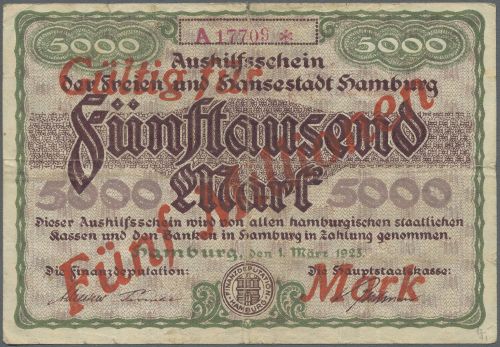 5000 A 17709 * 5000
Aushilfsschein
der Freien und Hansestadt Hamburg
Fünftausend
Mark
5000 5000
Dieser Aushilfsschein wird von allen hamburgischen staatlichen
Kassen und den Banken in Hamburg in Zahlung genommen.
Hamburg, den 1. März 1923.
Die Finanzdeputation: Die Hauptstaatskasse:
FINANZDEPUTATION
HAMBURG
Gültig für
Fünf Millionen
Mark